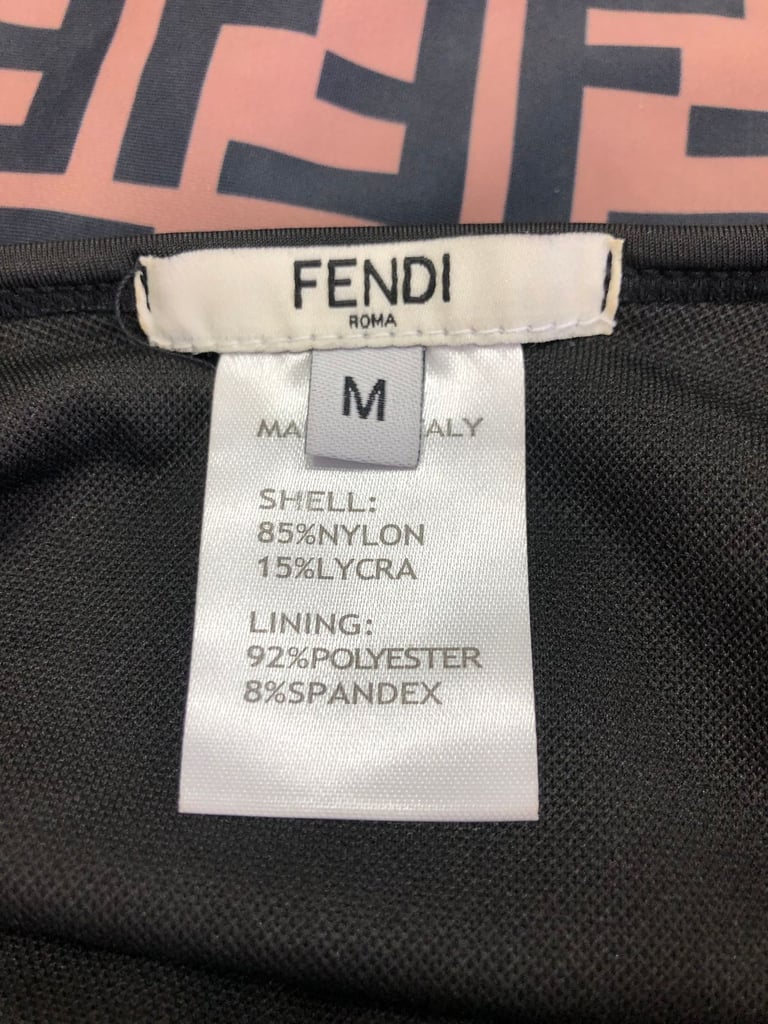 FENDI
ROMA
M
MA ALY
SHELL:
85%NYLON
15%LYCRA
LINING:
92%POLYESTER
8%SPANDEX